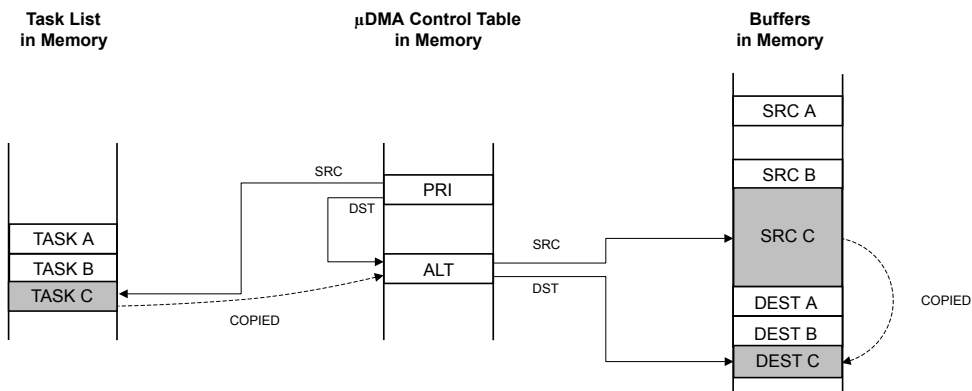 Task List
in Memory
µDMA Control Table
in Memory
Buffers
in Memory
SRC A
SRC
PRI
SRC B
DST
TASK A
SRC
SRC C
TASK B
ALT
TASK C
DST
DEST A
COPIED
COPIED
DEST B
DEST C